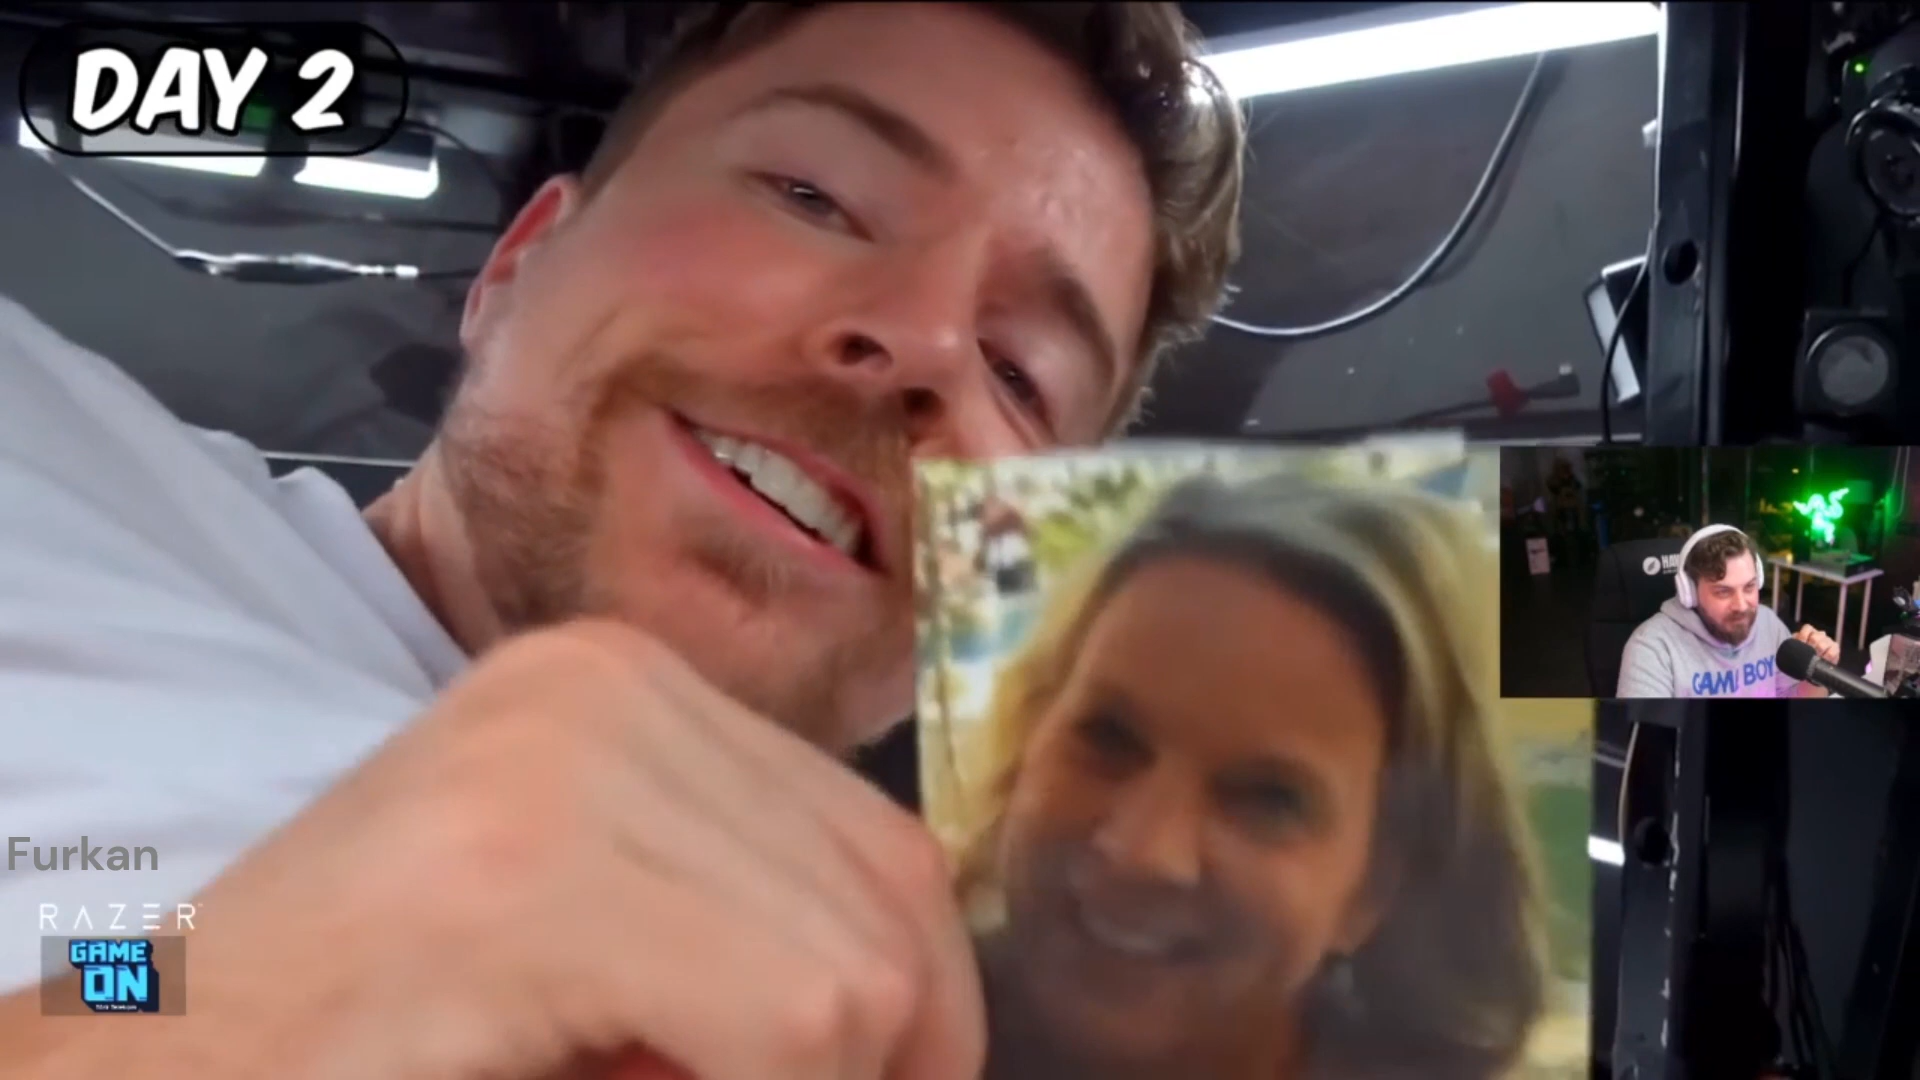 DAY 2
Furkan
RAZER
GAME
ON
GAME BOY